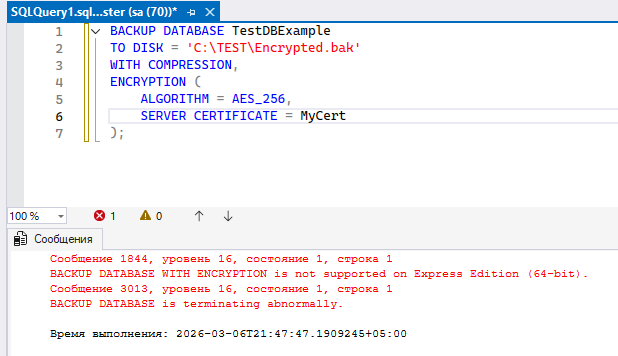 SQLQuery1.sql...ster (sa (70))*
1 BACKUP DATABASE TestDBExample
2 TO DISK = 'C:\TEST\Encrypted.bak'
3 WITH COMPRESSION,
4 ENCRYPTION (
5 ALGORITHM = AES_256,
6 SERVER CERTIFICATE = MyCert
7 );
100 % 1 0
Сообщения
Сообщение 1844, уровень 16, состояние 1, строка 1
BACKUP DATABASE WITH ENCRYPTION is not supported on Express Edition (64-bit).
Сообщение 3013, уровень 16, состояние 1, строка 1
BACKUP DATABASE is terminating abnormally.
Время выполнения: 2026-03-06T21:47:47.1909245+05:00